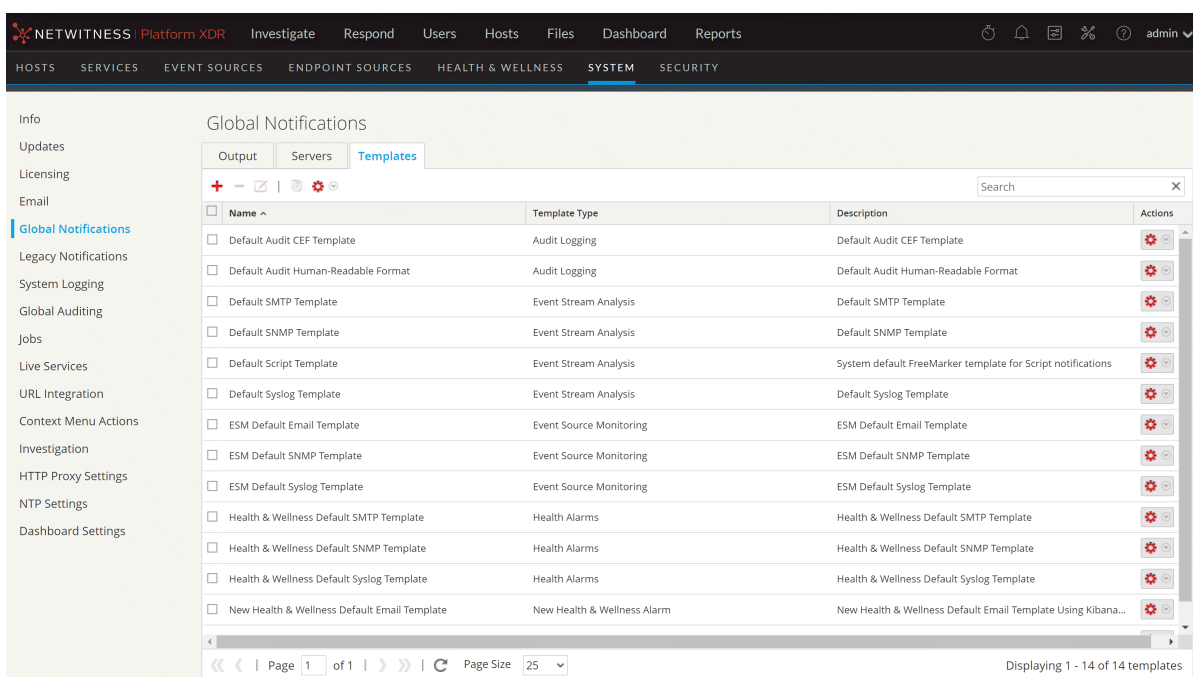 NETWITNESS Platform XDR Investigate Respond Users Hosts Files Dashboard Reports admin
HOSTS SERVICES EVENT SOURCES ENDPOINT SOURCES HEALTH & WELLNESS SYSTEM SECURITY
Info
Updates
Licensing
Email
Global Notifications
Legacy Notifications
System Logging
Global Auditing
Jobs
Live Services
URL Integration
Context Menu Actions
Investigation
HTTP Proxy Settings
NTP Settings
Dashboard Settings
Global Notifications
Output Servers Templates
Search
Name Template Type Description Actions
Default Audit CEF Template Audit Logging Default Audit CEF Template
Default Audit Human-Readable Format Audit Logging Default Audit Human-Readable Format
Default SMTP Template Event Stream Analysis Default SMTP Template
Default SNMP Template Event Stream Analysis Default SNMP Template
Default Script Template Event Stream Analysis System default FreeMarker template for Script notifications
Default Syslog Template Event Stream Analysis Default Syslog Template
ESM Default Email Template Event Source Monitoring ESM Default Email Template
ESM Default SNMP Template Event Source Monitoring ESM Default SNMP Template
ESM Default Syslog Template Event Source Monitoring ESM Default Syslog Template
Health & Wellness Default SMTP Template Health Alarms Health & Wellness Default SMTP Template
Health & Wellness Default SNMP Template Health Alarms Health & Wellness Default SNMP Template
Health & Wellness Default Syslog Template Health Alarms Health & Wellness Default Syslog Template
New Health & Wellness Default Email Template New Health & Wellness Alarm New Health & Wellness Default Email Template Using Kibana...
Page 1 of 1 Page Size 25 Displaying 1 - 14 of 14 templates